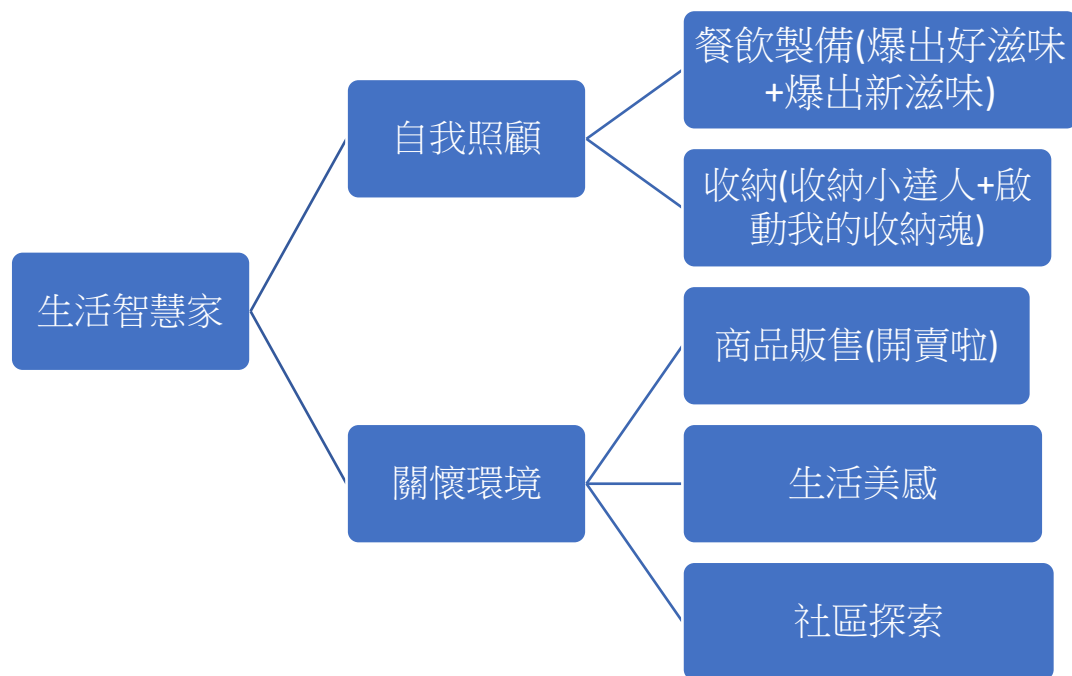 生活智慧家
自我照顧
餐飲製備(爆出好滋味
+爆出新滋味)
收納(收納小達人+啟
動我的收納魂)
關懷環境
商品販售(開賣啦)
生活美感
社區探索